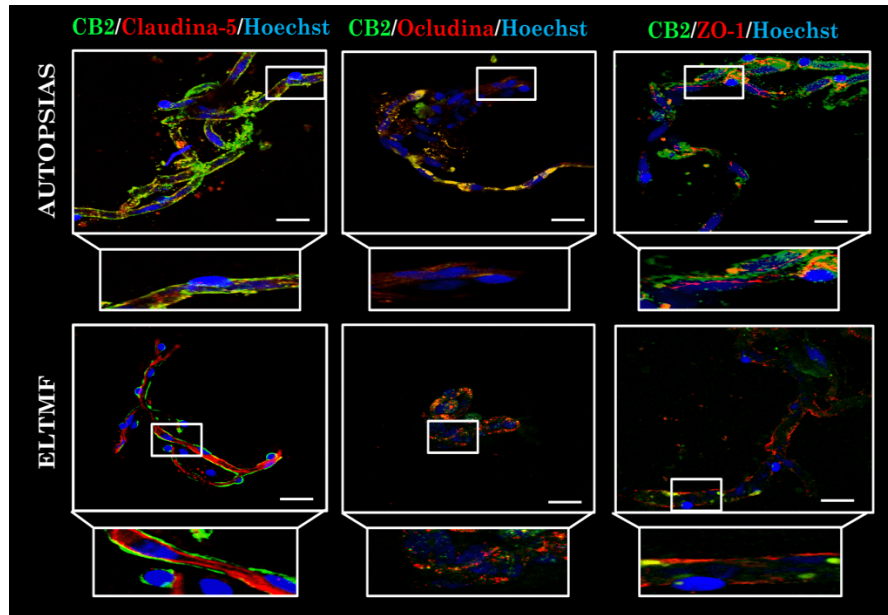 CB2/Claudina-5/Hoechst
CB2/Ocludina/Hoechst
CB2/ZO-1/Hoechst
AUTOPSIAS
ELTMF